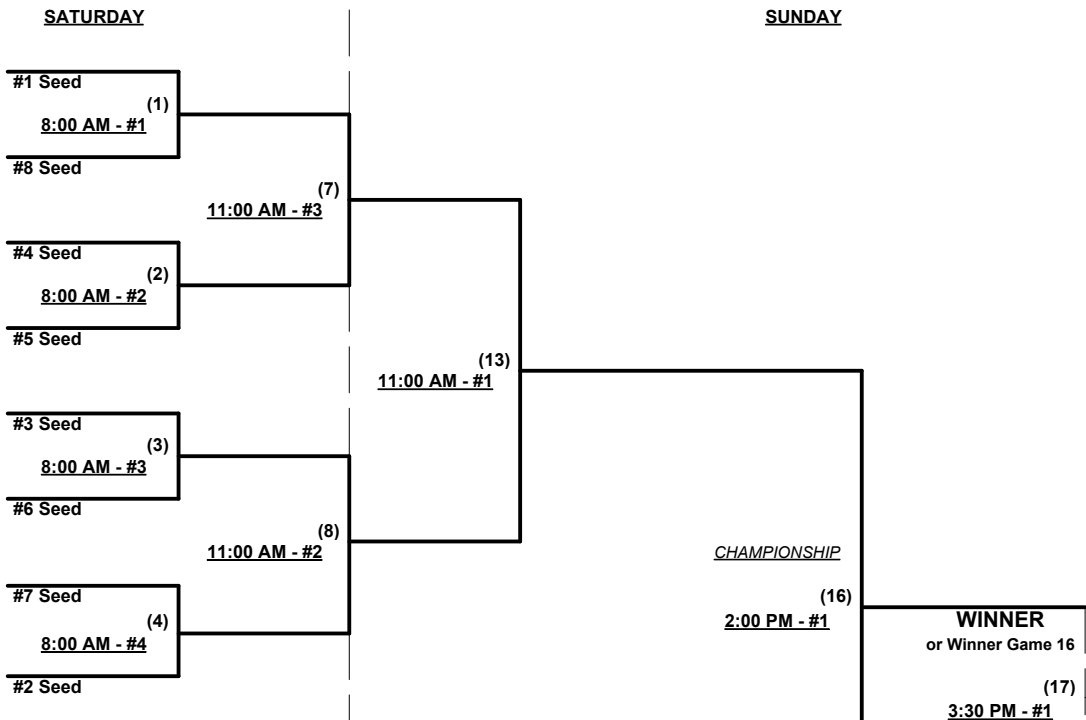 SATURDAY
SUNDAY
#1 Seed
(1)
8:00 AM - #1
#8 Seed
(7)
11:00 AM - #3
#4 Seed
(2)
8:00 AM - #2
#5 Seed
(13)
11:00 AM - #1
#3 Seed
(3)
8:00 AM - #3
#6 Seed
(8)
11:00 AM - #2
CHAMPIONSHIP
#7 Seed
(4)
8:00 AM - #4
#2 Seed
(16)
2:00 PM - #1
WINNER
or Winner Game 16
(17)
3:30 PM - #1